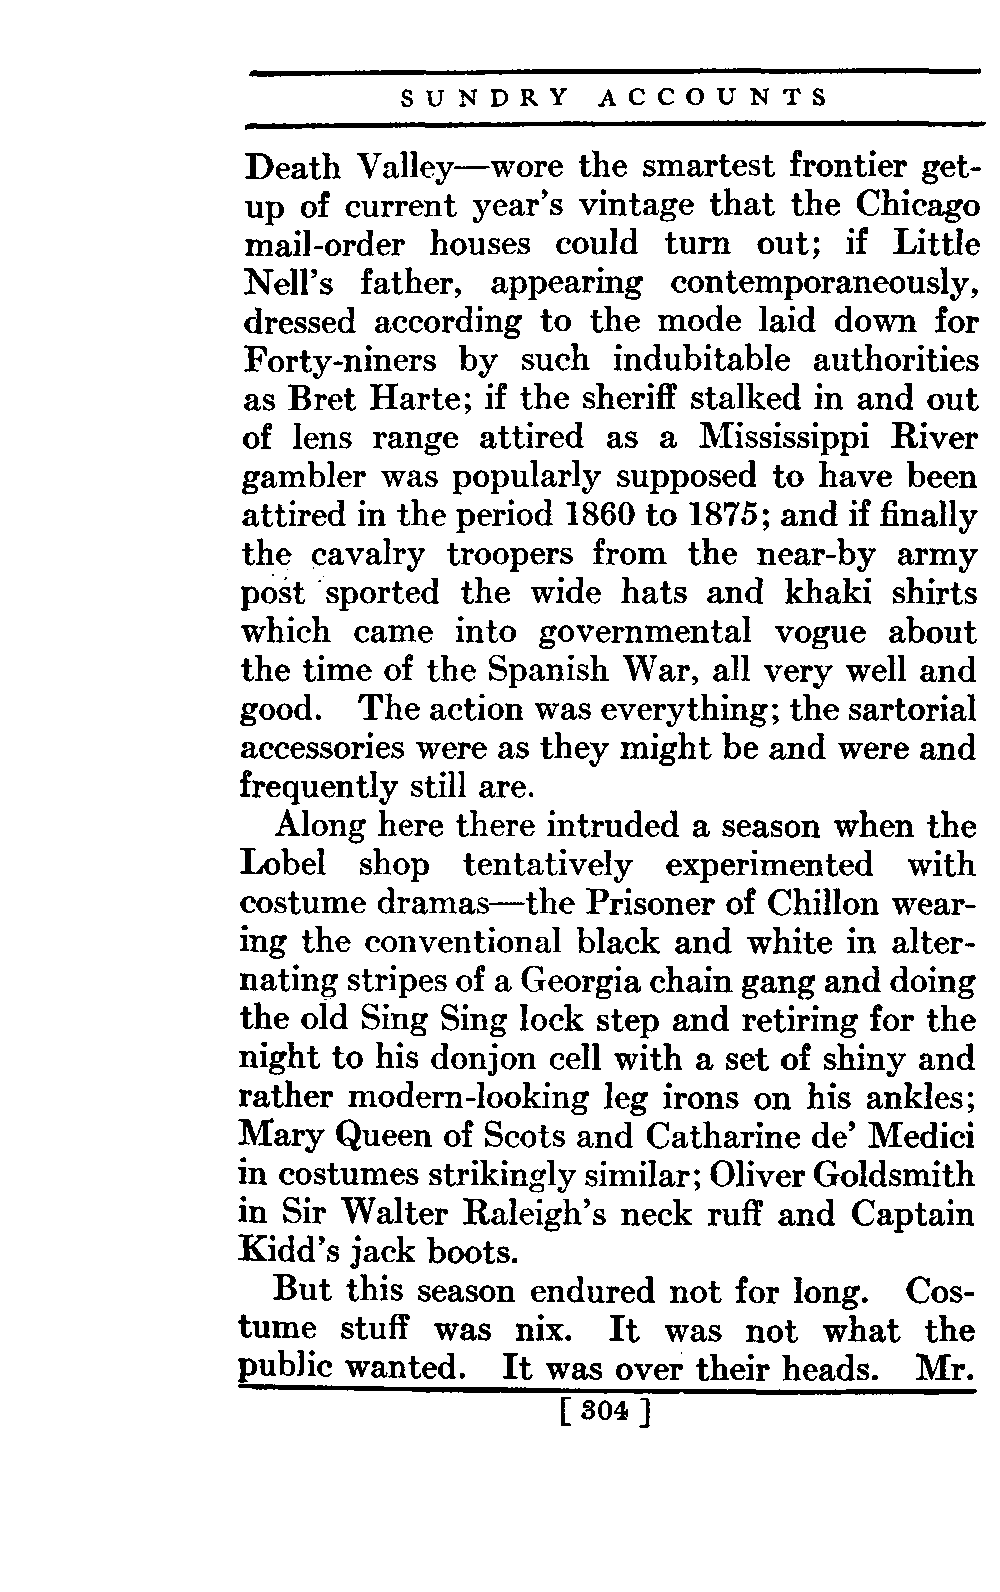 SUNDRY ACCOUNTS
Death Valley—wore the smartest frontier get-
up of current year's vintage that the Chicago
mail-order houses could turn out; if Little
Nell's father, appearing contemporaneously,
dressed according to the mode laid down for
Forty-niners by such indubitable authorities
as Bret Harte; if the sheriff stalked in and out
of lens range attired as a Mississippi River
gambler was popularly supposed to have been
attired in the period 1860 to 1875; and if finally
the cavalry troopers from the near-by army
post sported the wide hats and khaki shirts
which came into governmental vogue about
the time of the Spanish War, all very well and
good. The action was everything; the sartorial
accessories were as they might be and were and
frequently still are.
Along here there intruded a season when the
Lobel shop tentatively experimented with
costume dramas—the Prisoner of Chillon wear-
ing the conventional black and white in alter-
nating stripes of a Georgia chain gang and doing
the old Sing Sing lock step and retiring for the
night to his donjon cell with a set of shiny and
rather modern-looking leg irons on his ankles;
Mary Queen of Scots and Catharine de' Medici
in costumes strikingly similar; Oliver Goldsmith
in Sir Walter Raleigh's neck ruff and Captain
Kidd's jack boots.
But this season endured not for long. Cos-
tume stuff was nix. It was not what the
public wanted. It was over their heads. Mr.
[ 304 ]